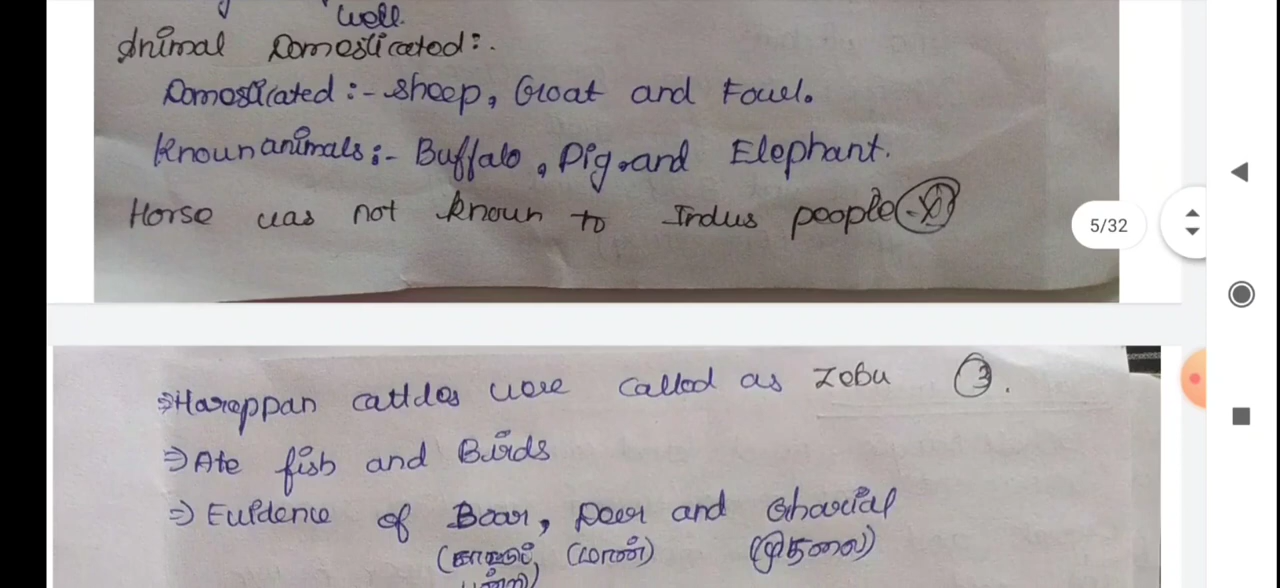 well.
Animal Domesticated:-
Domesticated :- Sheep, Goat and Fowl.
Known animals :- Buffalo, Pig and Elephant.
Horse was not known to Indus people
5/32
⇒ Harappan cattles were called as Zebu ③.
⇒ Ate fish and Birds
⇒ Evidence of Boar, Deer and Gharial
(காட்டுப் (மான்) (முதலை)
பன்றி)